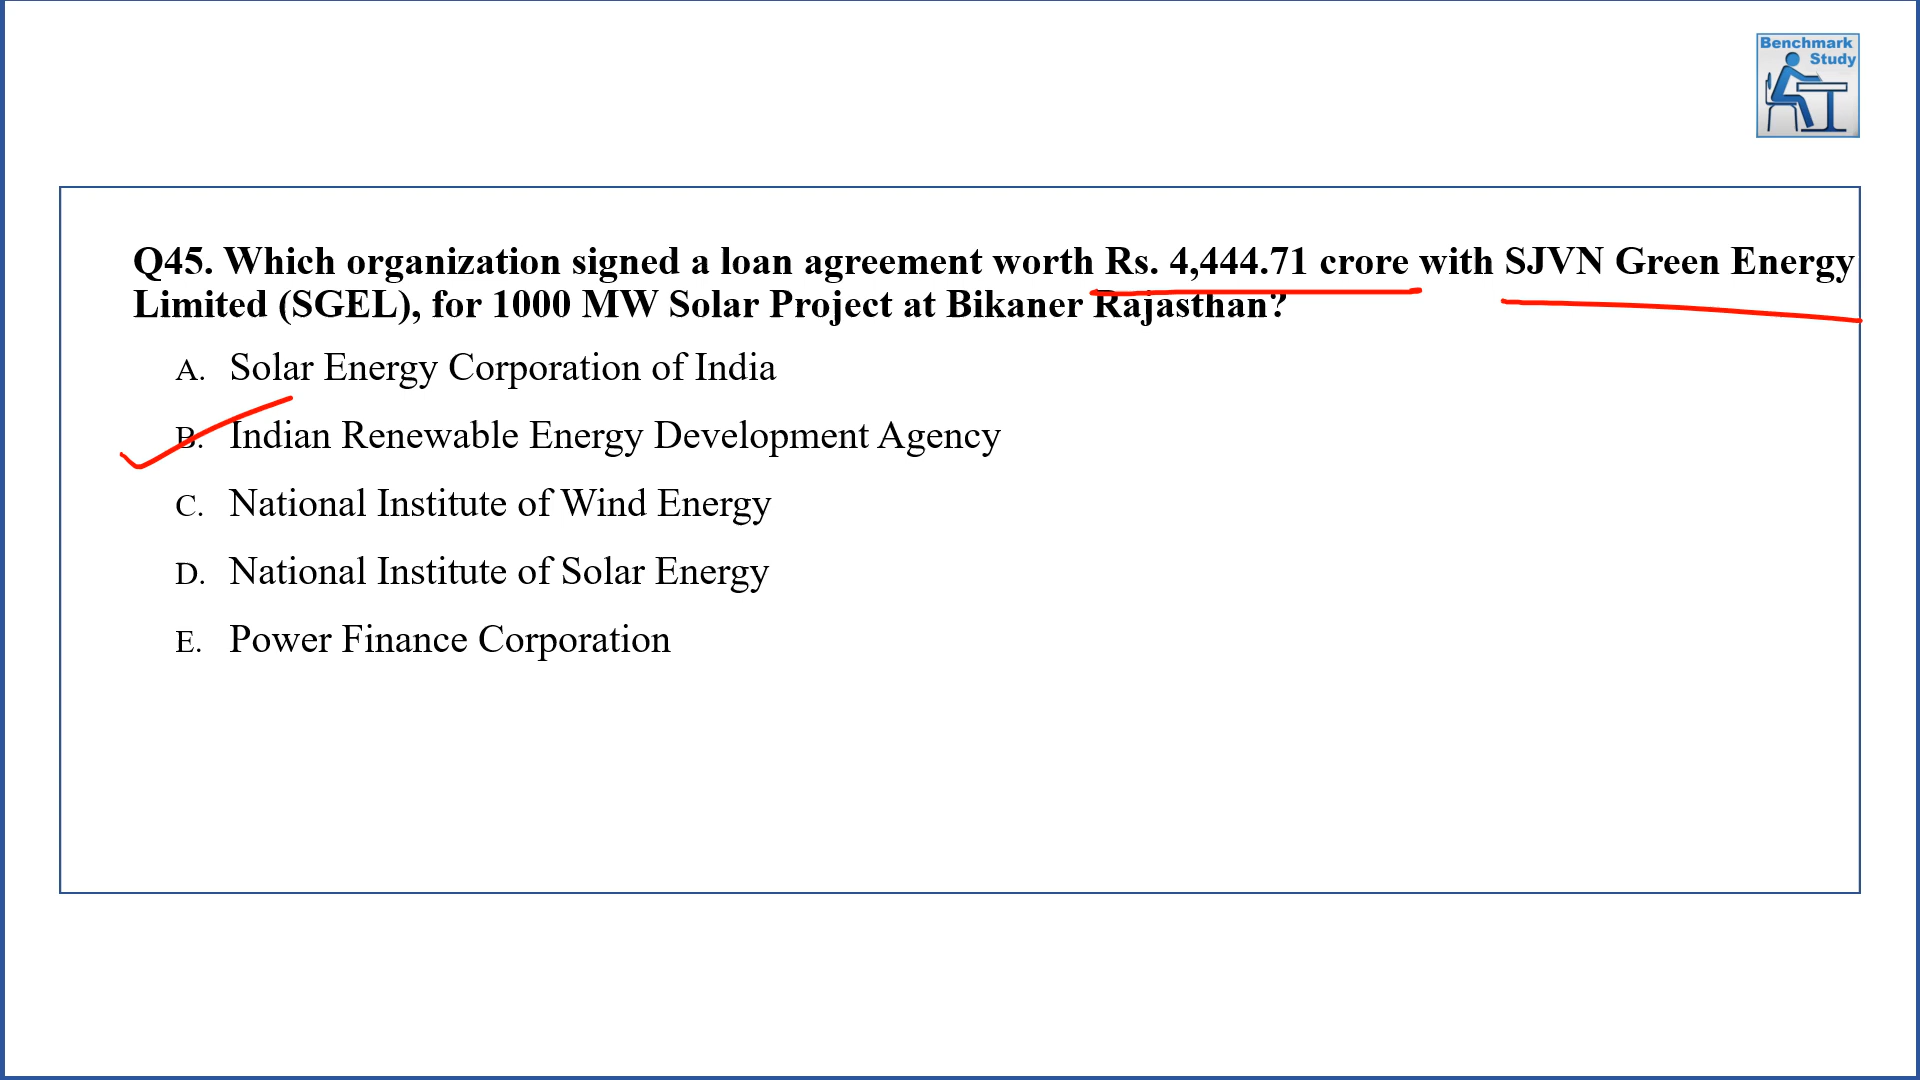 Benchmark
Study
Q45. Which organization signed a loan agreement worth Rs. 4,444.71 crore with SJVN Green Energy
Limited (SGEL), for 1000 MW Solar Project at Bikaner Rajasthan?
A. Solar Energy Corporation of India
B. Indian Renewable Energy Development Agency
C. National Institute of Wind Energy
D. National Institute of Solar Energy
E. Power Finance Corporation